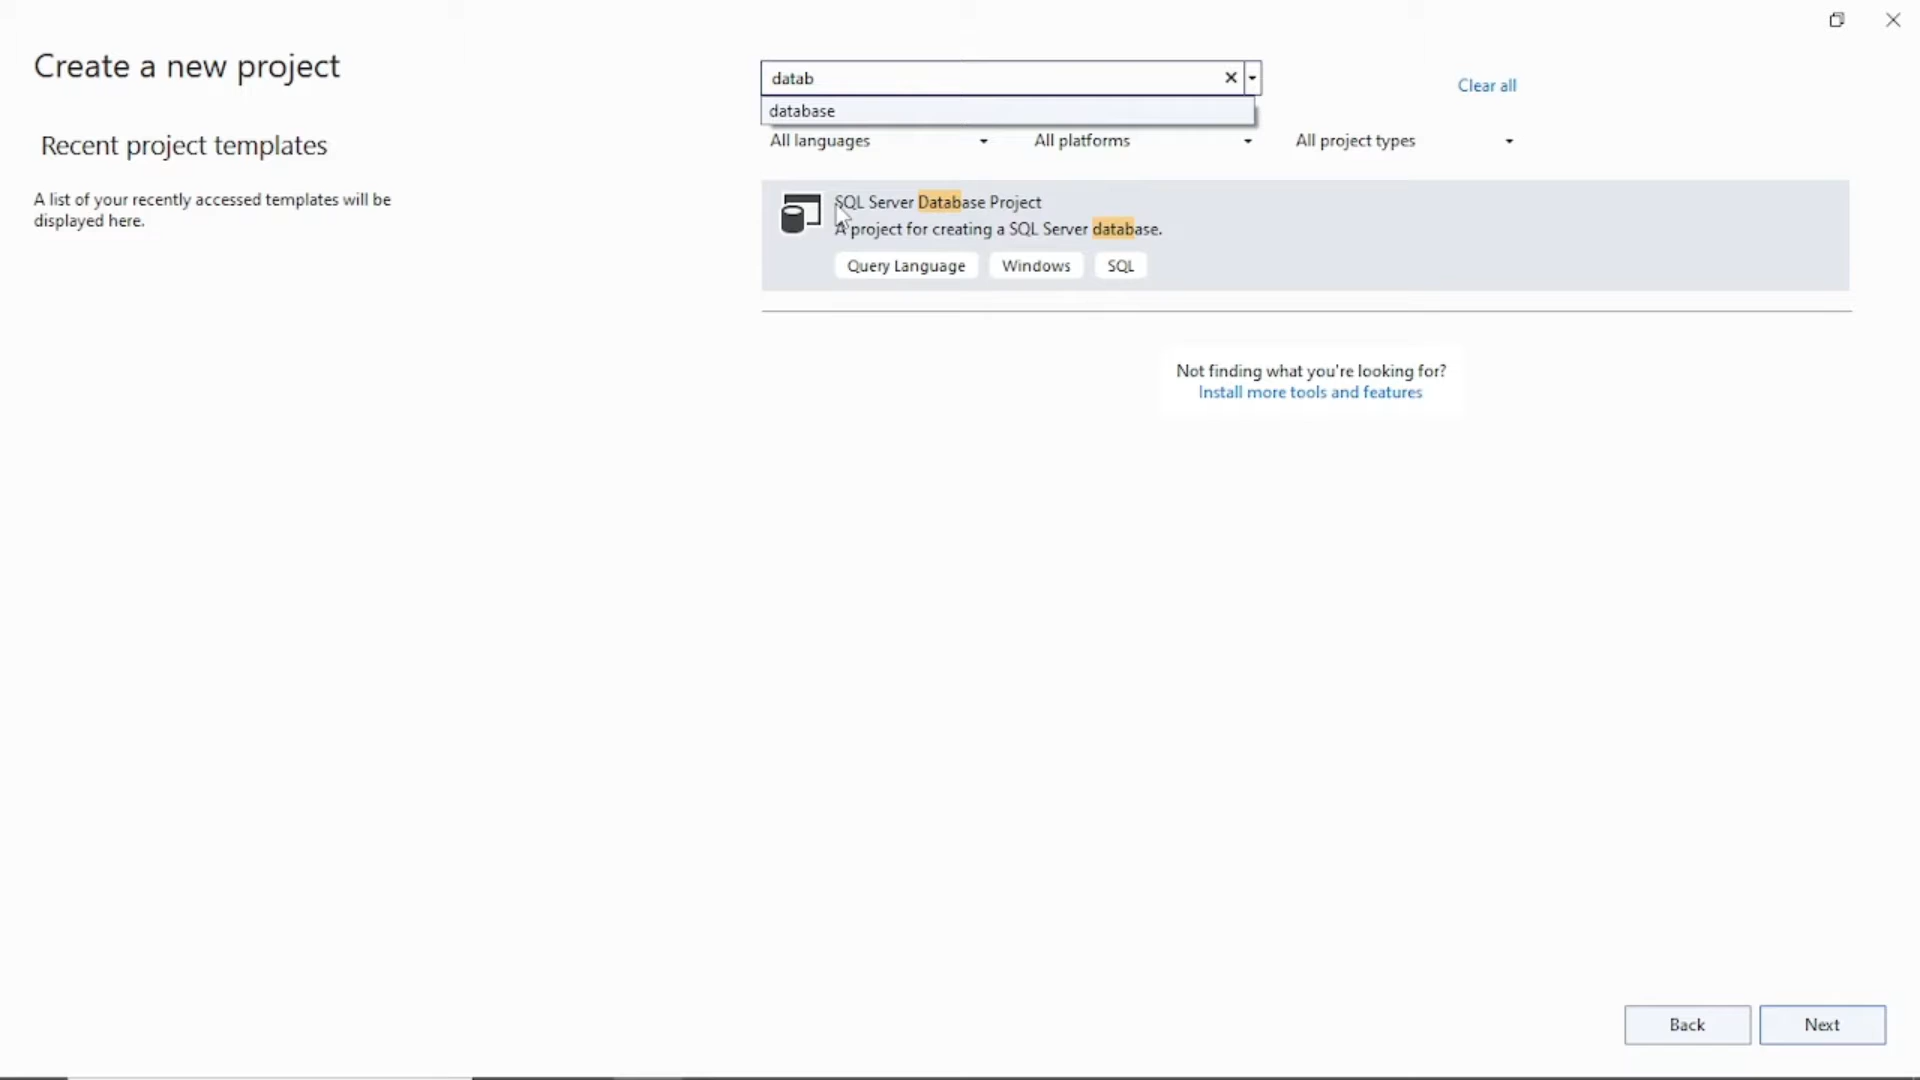 Create a new project
Recent project templates
A list of your recently accessed templates will be
displayed here.
datab
database
Clear all
All languages
All platforms
All project types
SQL Server Database Project
A project for creating a SQL Server database.
Query Language
Windows
SQL
Not finding what you're looking for?
Install more tools and features
Back
Next